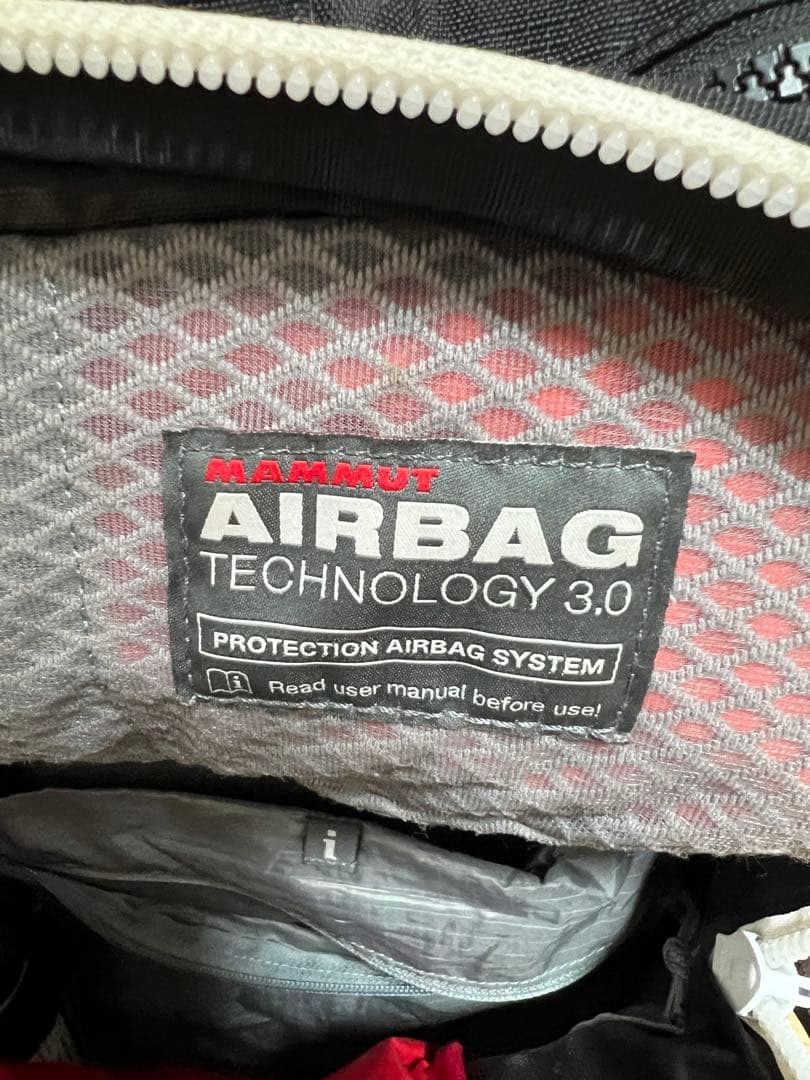 MAMMUT
AIRBAG
TECHNOLOGY 3.0
PROTECTION AIRBAG SYSTEM
i Read user manual before use!
i